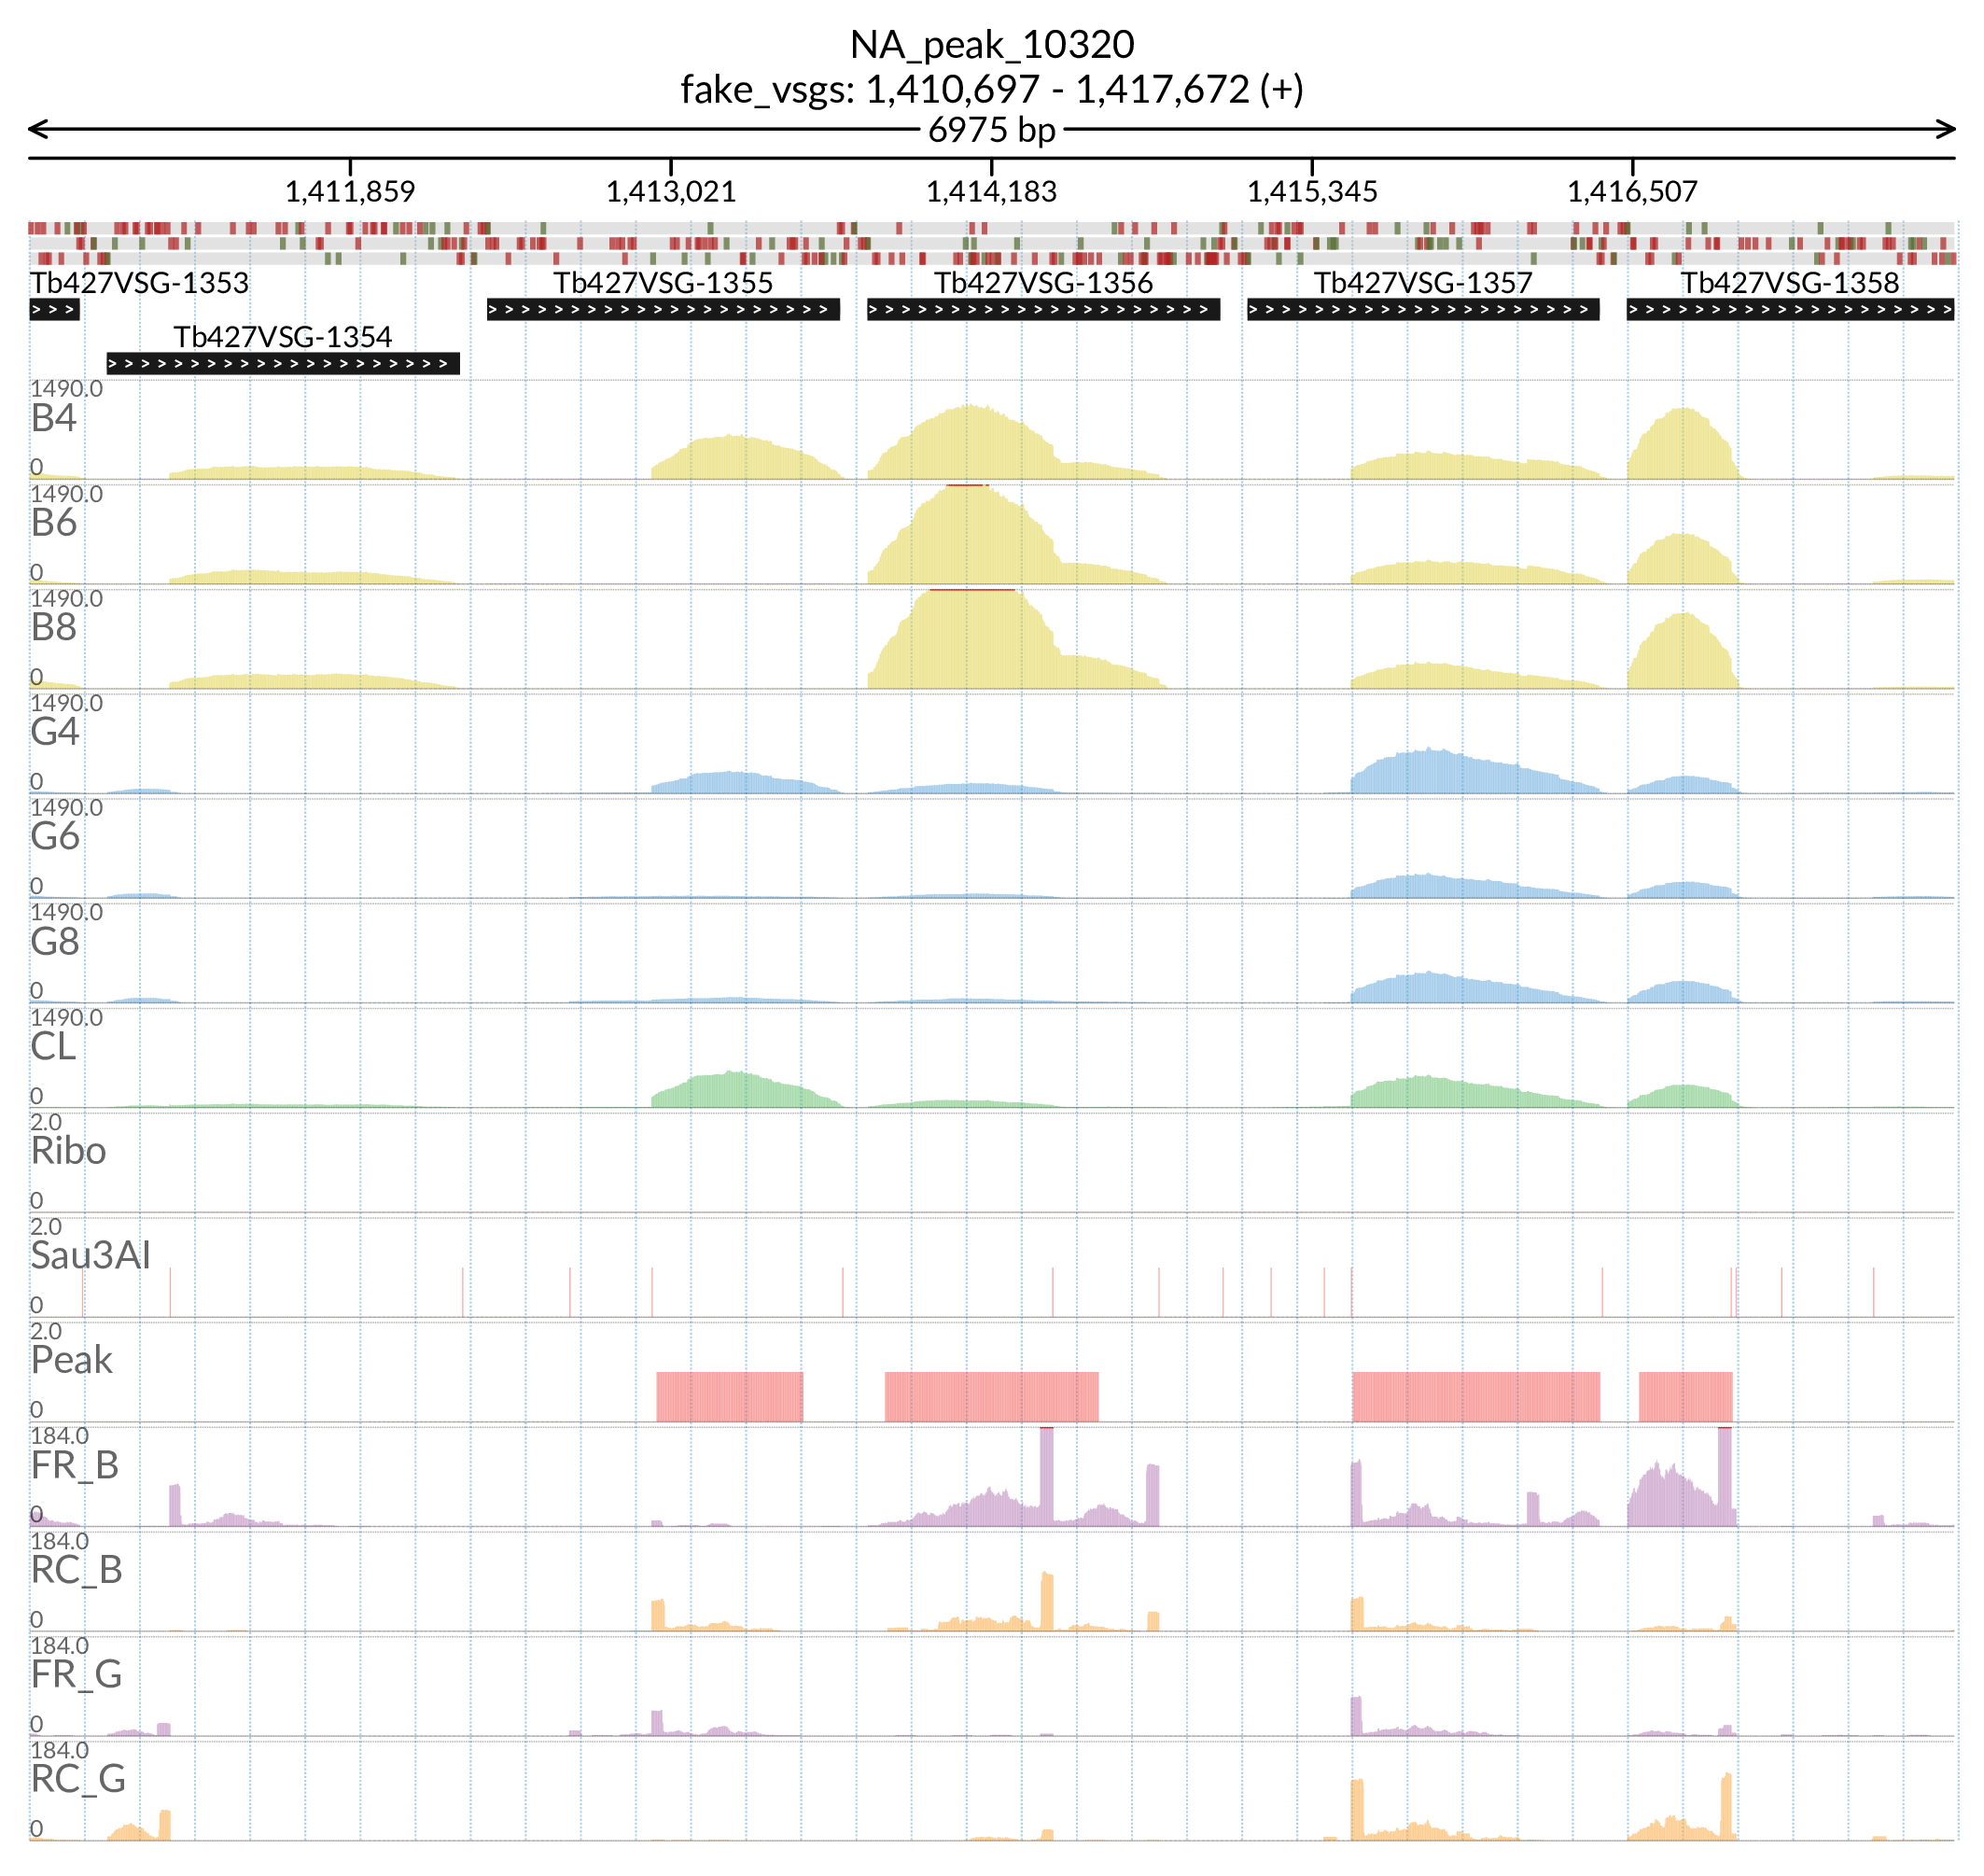 NA_peak_10320
fake_vsgs: 1,410,697 - 1,417,672 (+)
6975 bp
1,411,859 1,413,021 1,414,183 1,415,345 1,416,507
Tb427VSG-1353 Tb427VSG-1355 Tb427VSG-1356 Tb427VSG-1357 Tb427VSG-1358
Tb427VSG-1354
1490.0
B4
0
1490.0
B6
0
1490.0
B8
0
1490.0
G4
0
1490.0
G6
0
1490.0
G8
0
1490.0
CL
0
2.0
Ribo
0
2.0
Sau3AI
0
2.0
Peak
0
184.0
FR_B
0
184.0
RC_B
0
184.0
FR_G
0
184.0
RC_G
0